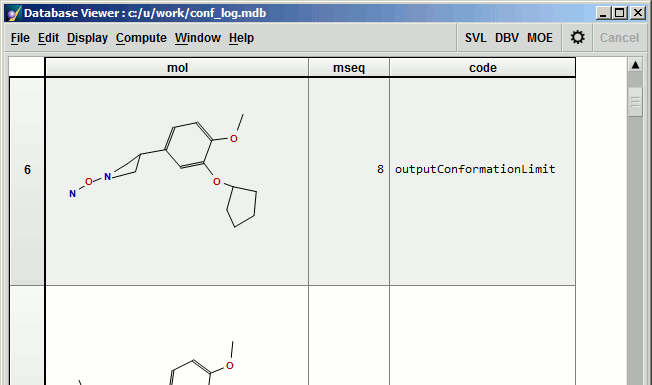 Database Viewer : c:/u/work/conf_log.mdb
File Edit Display Compute Window Help SVL DBV MOE Cancel
mol mseq code
6 8 outputConformationLimit
O
O
N O N O
O